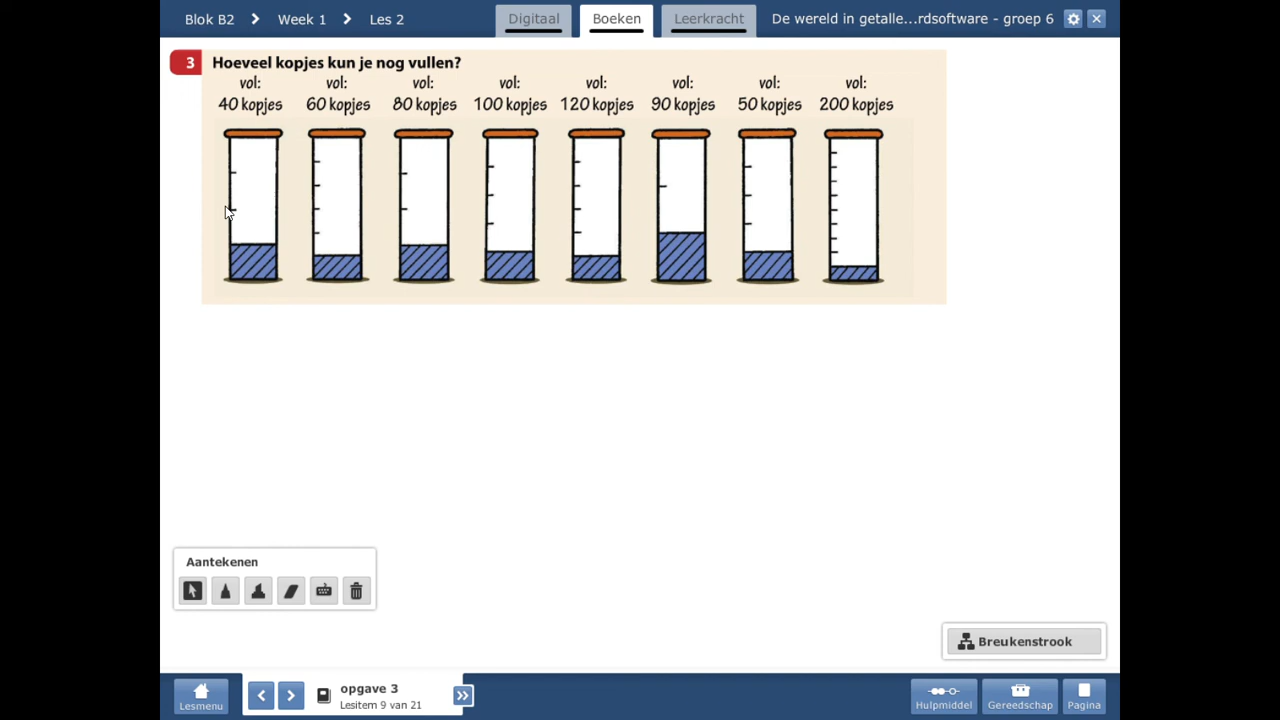 Blok B2 Week 1 Les 2 Digitaal Boeken Leerkracht De wereld in getalle...rdsoftware - groep 6
3 Hoeveel kopjes kun je nog vullen?
vol: vol: vol: vol: vol: vol: vol: vol:
40 kopjes 60 kopjes 80 kopjes 100 kopjes 120 kopjes 90 kopjes 50 kopjes 200 kopjes
Aantekenen
Breukenstrook
opgave 3
Lesitem 9 van 21
Lesmenu Hulpmiddel Gereedschap Pagina